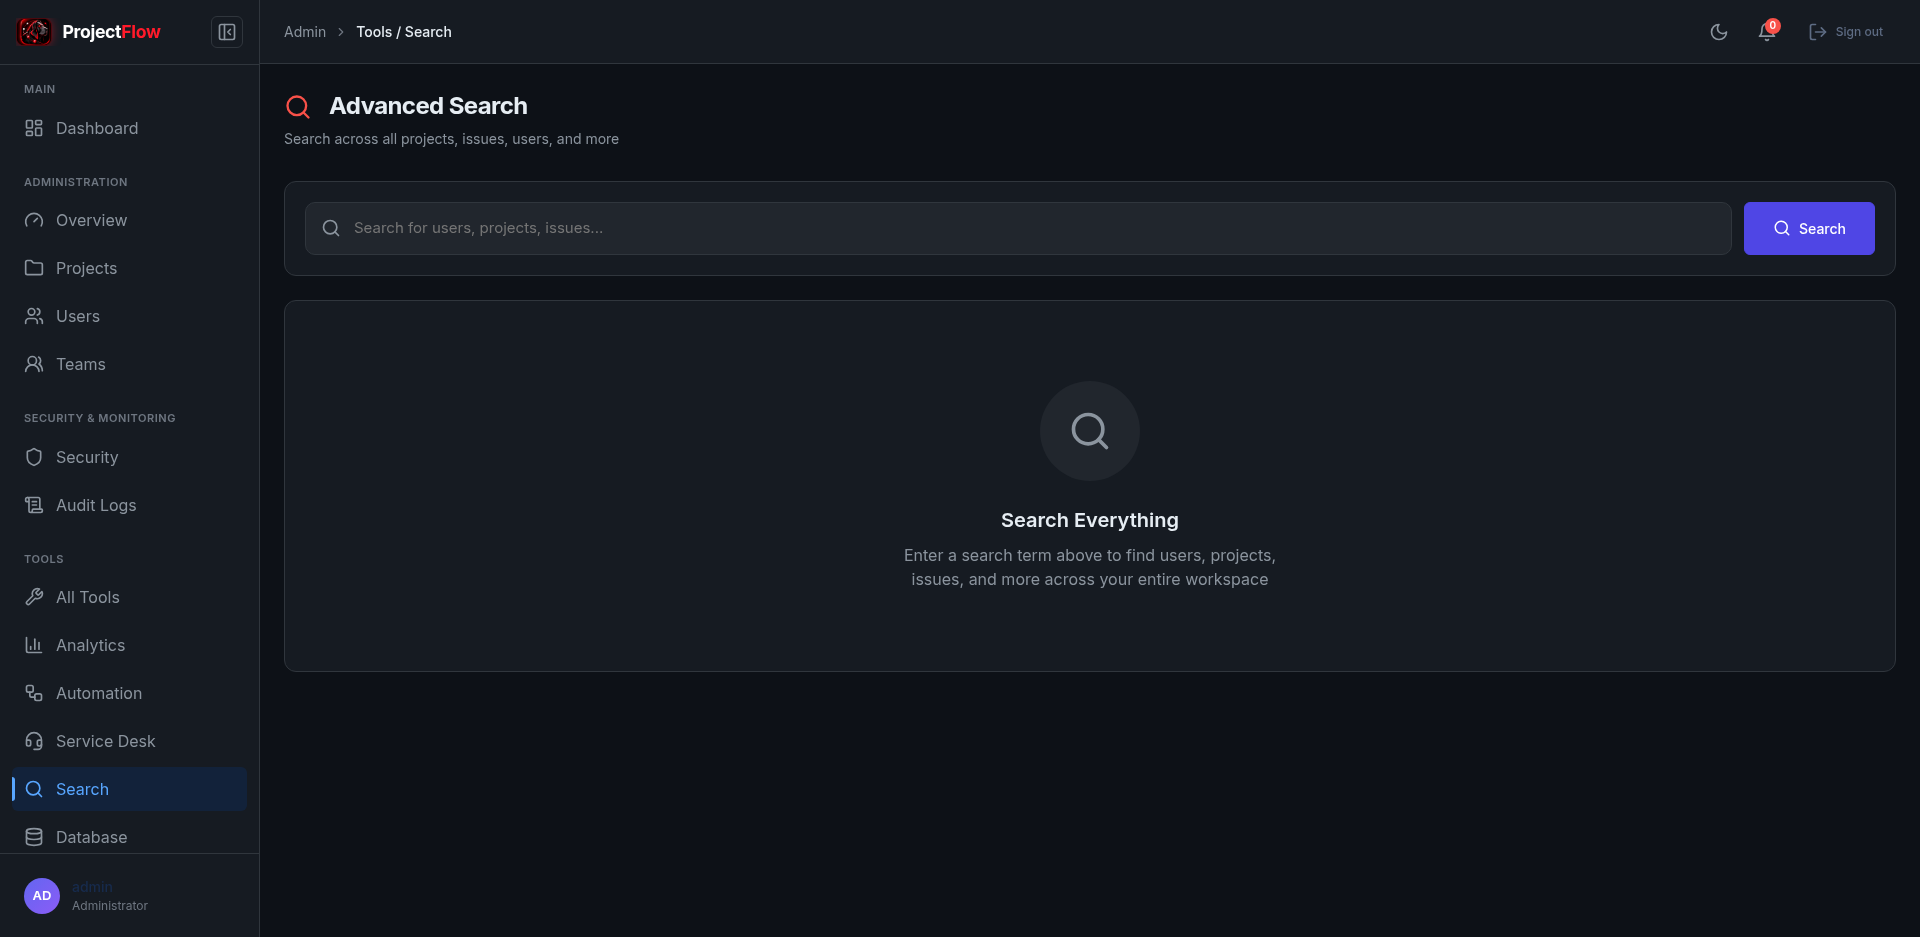 ProjectFlow
Admin
Tools / Search
0
Sign out
MAIN
Dashboard
ADMINISTRATION
Overview
Projects
Users
Teams
SECURITY & MONITORING
Security
Audit Logs
TOOLS
All Tools
Analytics
Automation
Service Desk
Search
Database
AD
admin
Administrator
Advanced Search
Search across all projects, issues, users, and more
Search for users, projects, issues...
Search
Search Everything
Enter a search term above to find users, projects,
issues, and more across your entire workspace